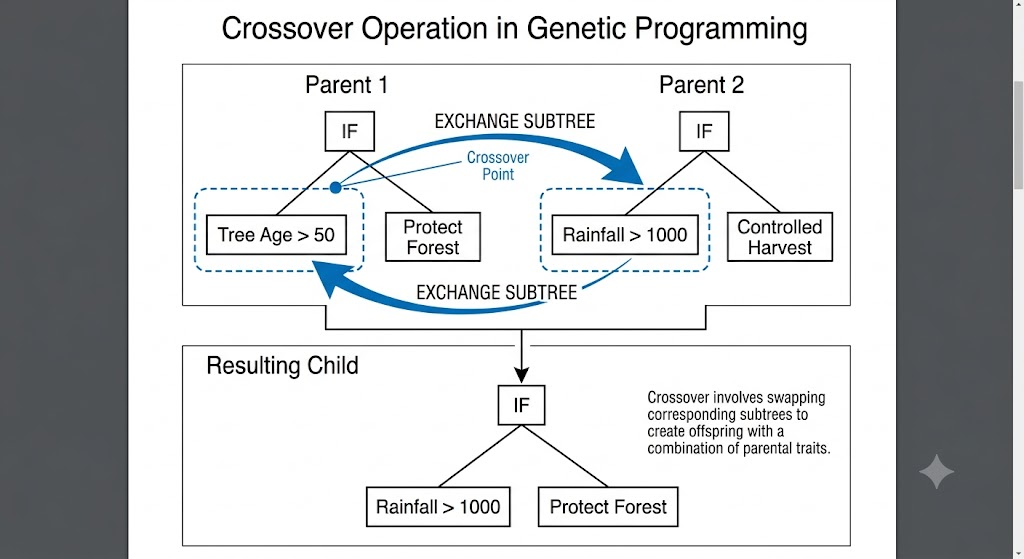 Crossover Operation in Genetic Programming
Parent 1
Parent 2
IF
EXCHANGE SUBTREE
IF
Crossover
Point
Tree Age > 50
Protect
Forest
Rainfall > 1000
Controlled
Harvest
EXCHANGE SUBTREE
Resulting Child
IF
Crossover involves swapping
corresponding subtrees to
create offspring with a
combination of parental traits.
Rainfall > 1000
Protect Forest